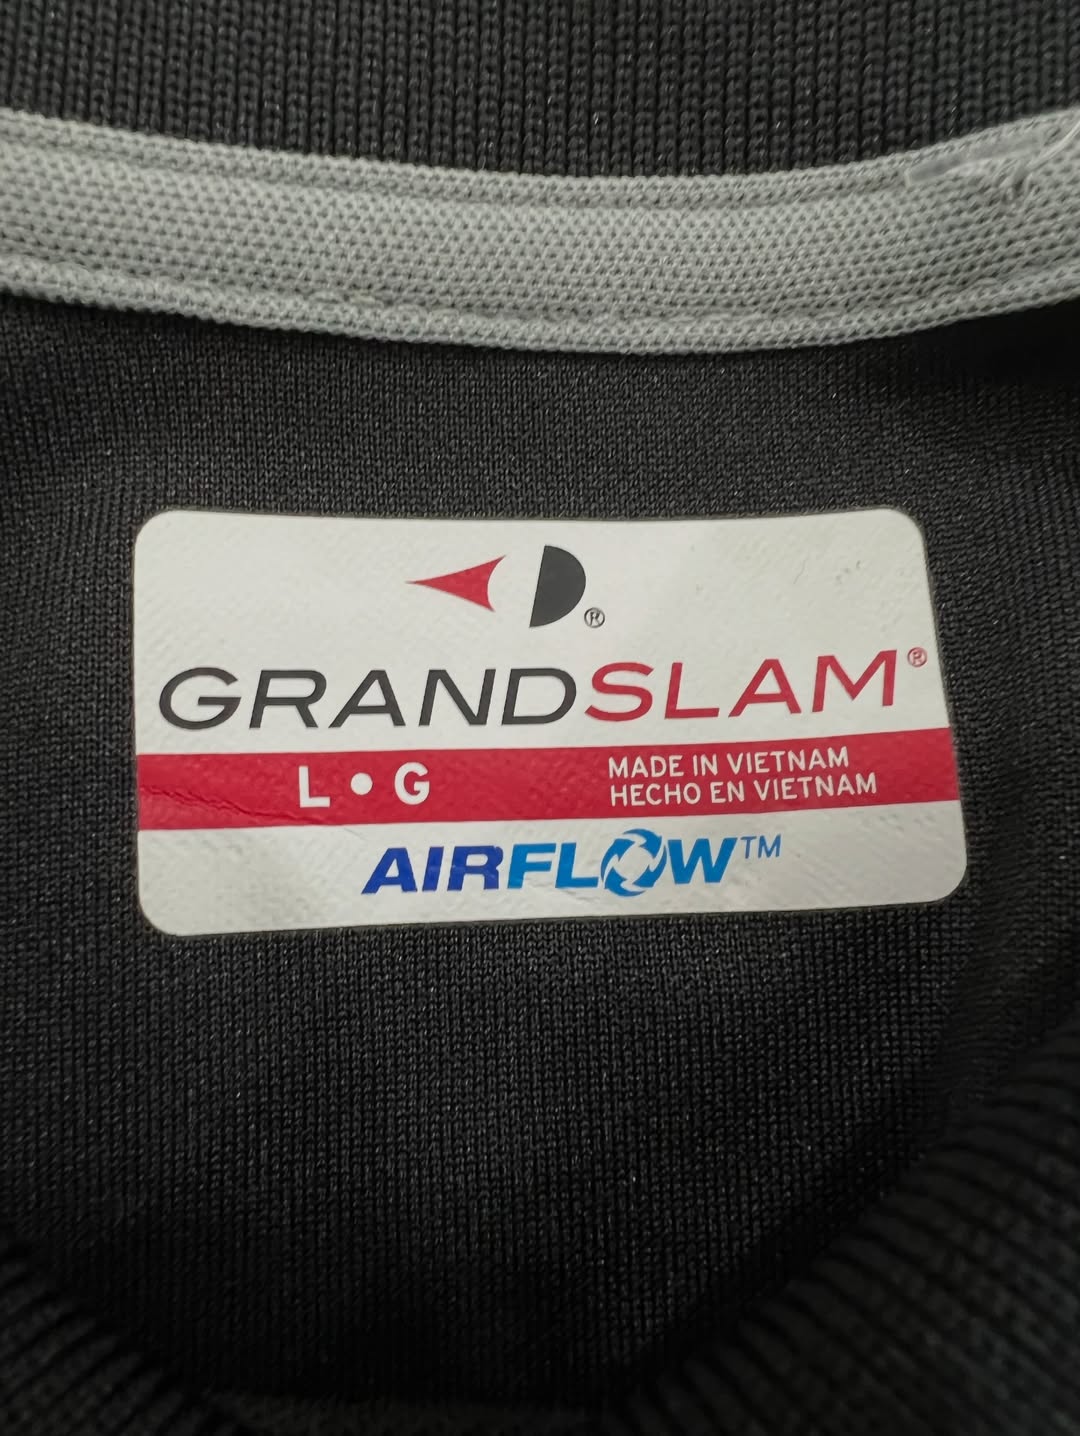 ®
GRANDSLAM®
L • G
MADE IN VIETNAM
HECHO EN VIETNAM
AIRFLOW™